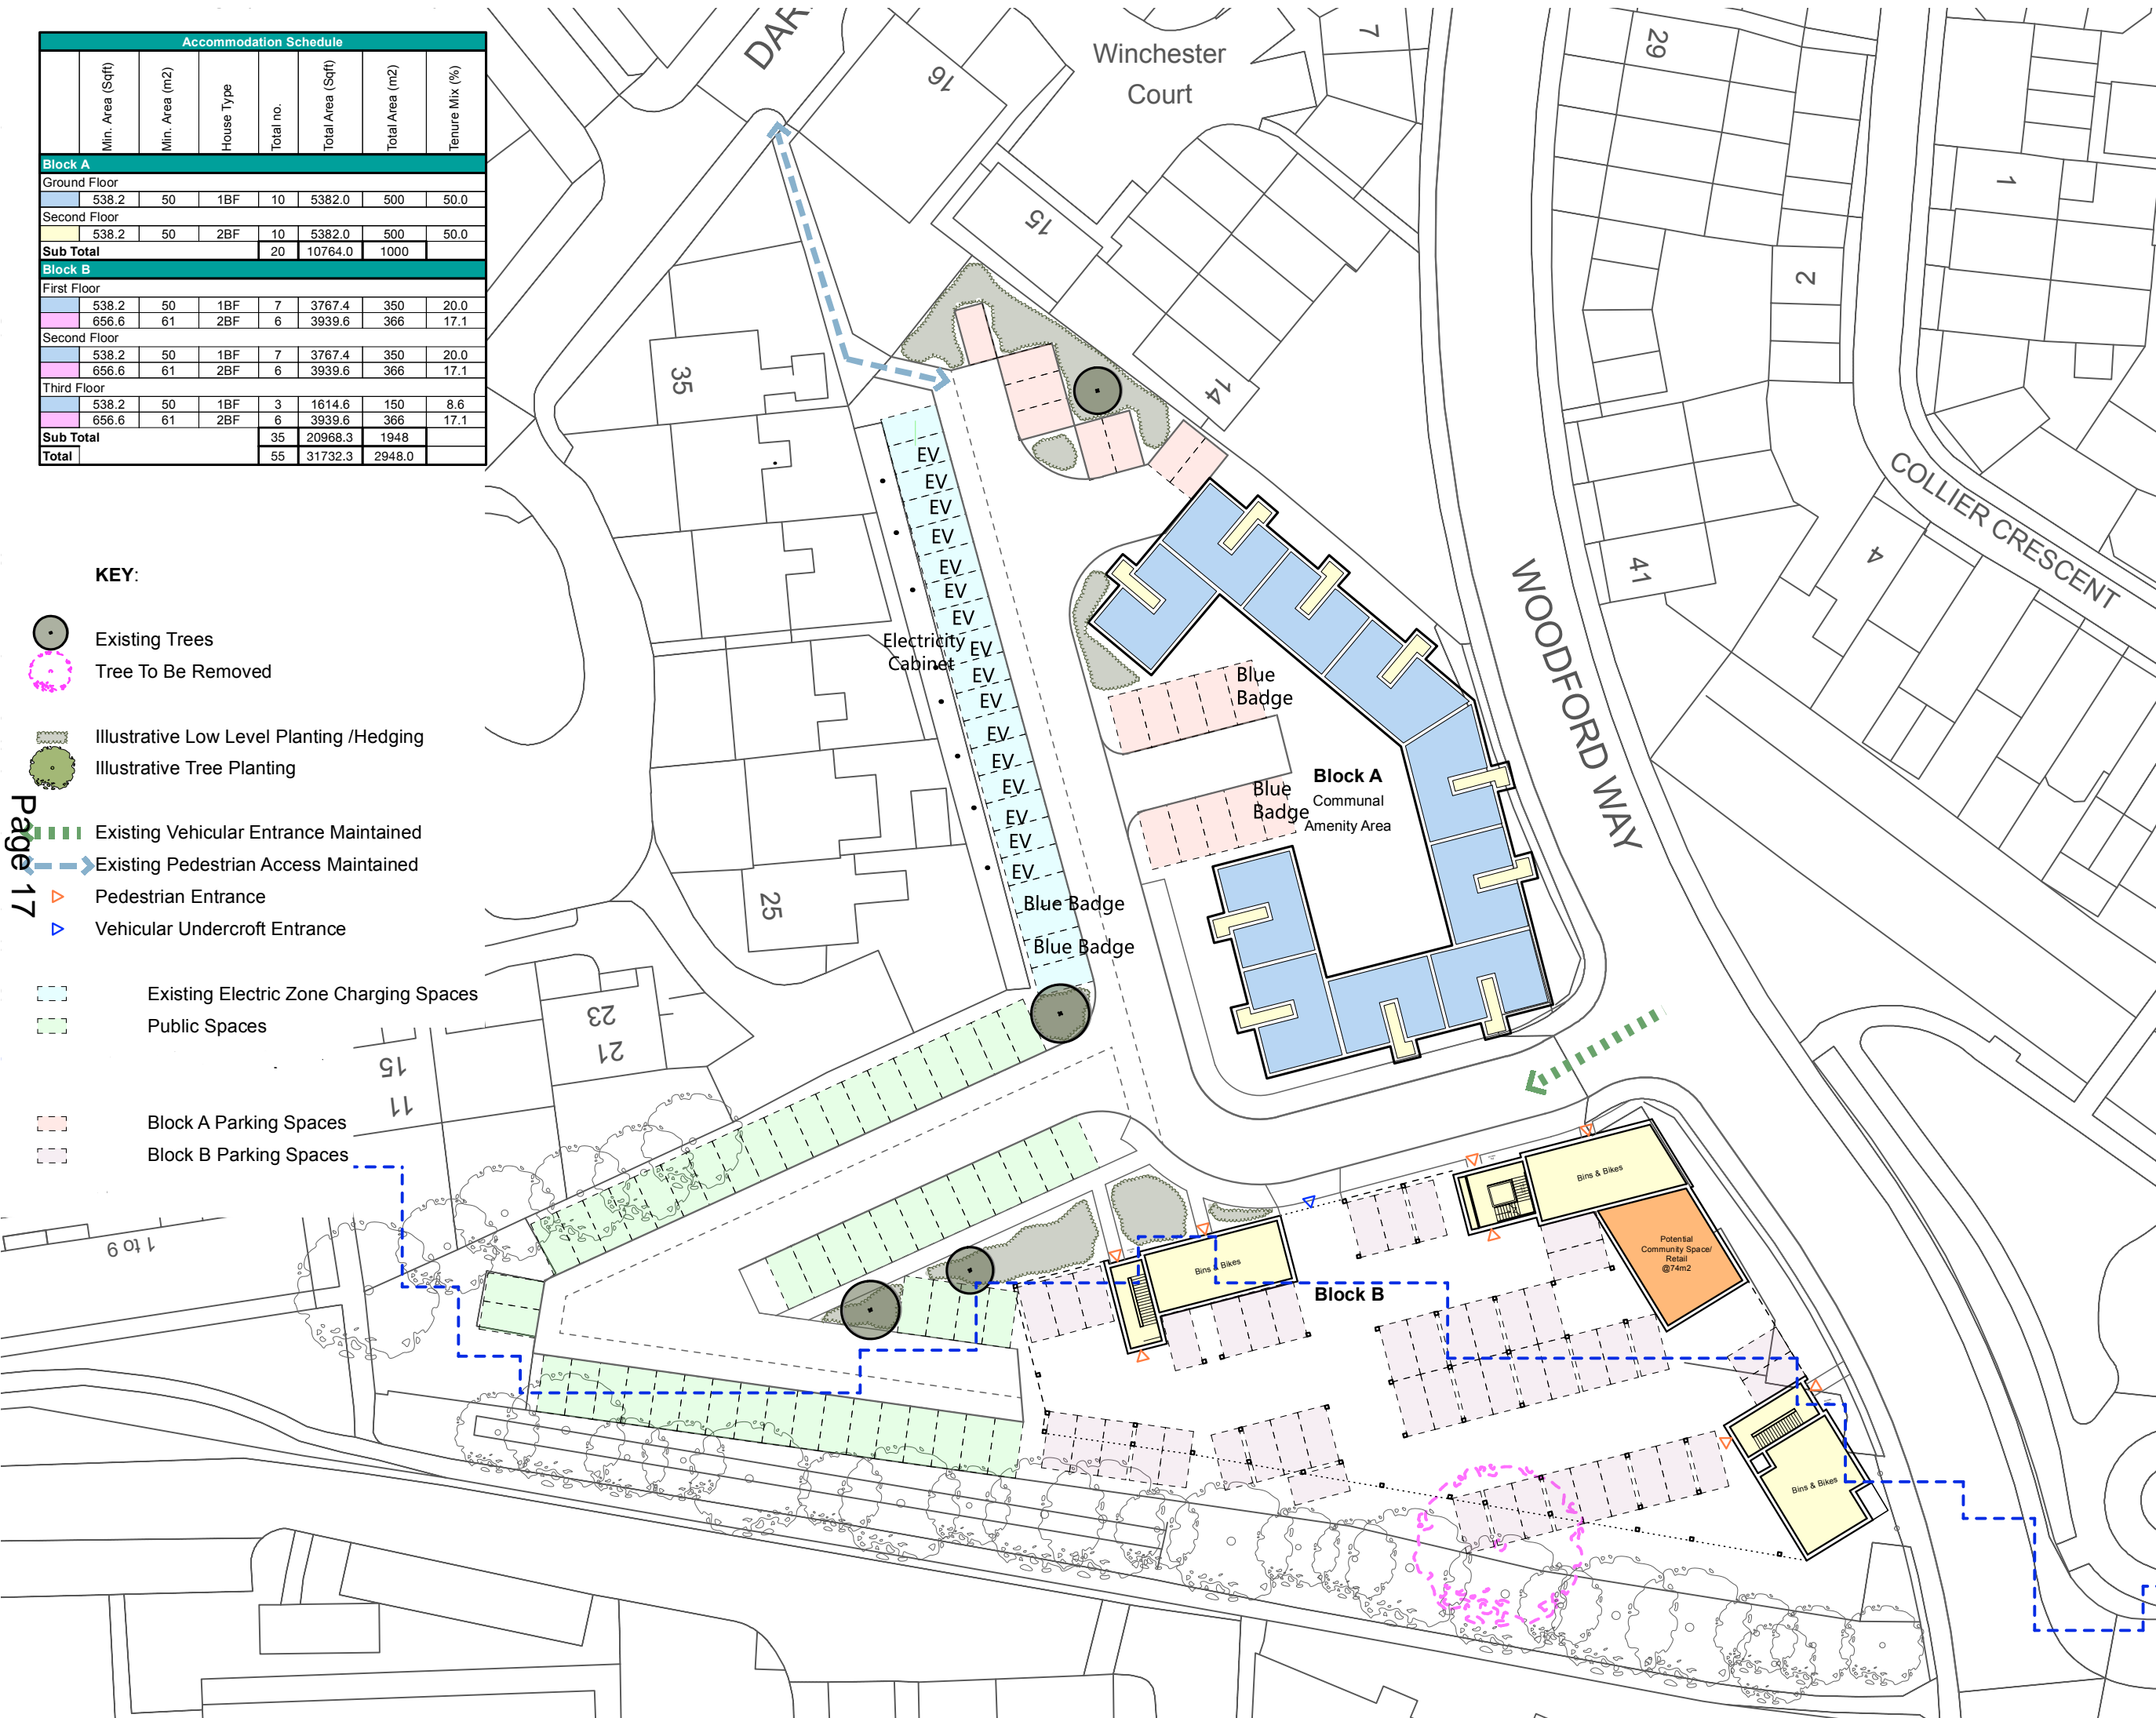 Accommodation Schedule
Min. Area (Sqft) Min. Area (m2) House Type Total no. Total Area (Sqft) Total Area (m2) Tenure Mix (%)
Block A
Ground Floor
538.2 50 1BF 10 5382.0 500 50.0
Second Floor
538.2 50 2BF 10 5382.0 500 50.0
Sub Total 20 10764.0 1000
Block B
First Floor
538.2 50 1BF 7 3767.4 350 20.0
656.6 61 2BF 6 3939.6 366 17.1
Second Floor
538.2 50 1BF 7 3767.4 350 20.0
656.6 61 2BF 6 3939.6 366 17.1
Third Floor
538.2 50 1BF 3 1614.6 150 8.6
656.6 61 2BF 6 3939.6 366 17.1
Sub Total 35 20968.3 1948
Total 55 31732.3 2948.0
KEY:
Existing Trees
Tree To Be Removed
Illustrative Low Level Planting /Hedging
Illustrative Tree Planting
Existing Vehicular Entrance Maintained
Existing Pedestrian Access Maintained
Pedestrian Entrance
Vehicular Undercroft Entrance
Existing Electric Zone Charging Spaces
Public Spaces
Block A Parking Spaces
Block B Parking Spaces
Page 17
DAR
16
Winchester
Court
7
29
1
2
15
14
35
41
4
COLLIER CRESCENT
WOODFORD WAY
EV
EV
EV
EV
EV
EV
EV
Electricity
Cabinet
EV
EV
EV
EV
EV
EV
EV
EV
EV
Blue Badge
Blue Badge
Blue
Badge
Blue
Badge
Block A
Communal
Amenity Area
25
23
21
15
11
1 to 9
Bins & Bikes
Potential
Community Space/
Retail
@74m2
Bins & Bikes
Block B
Bins & Bikes